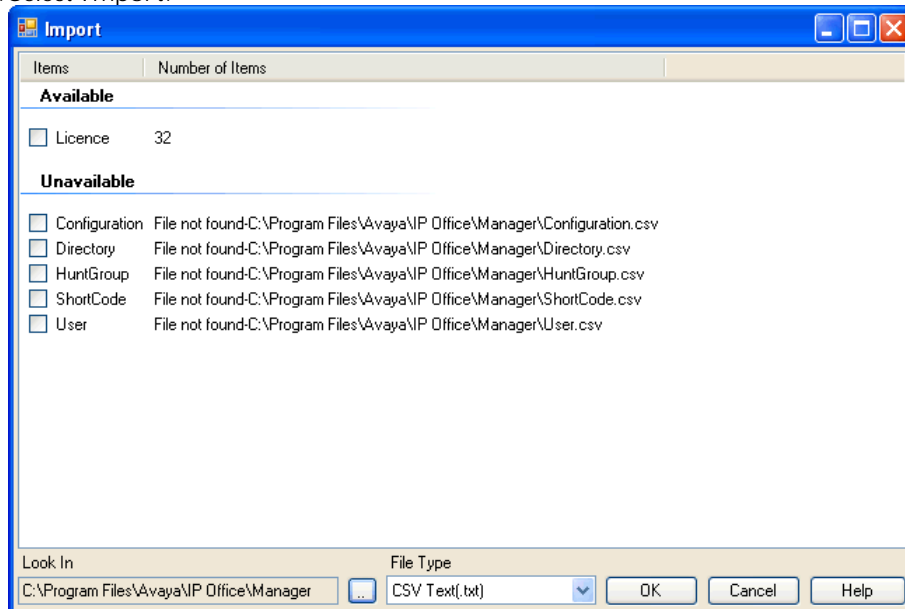 Select Import.
Import
Items Number of Items
Available
Licence 32
Unavailable
Configuration File not found-C:\Program Files\Avaya\IP Office\Manager\Configuration.csv
Directory File not found-C:\Program Files\Avaya\IP Office\Manager\Directory.csv
HuntGroup File not found-C:\Program Files\Avaya\IP Office\Manager\HuntGroup.csv
ShortCode File not found-C:\Program Files\Avaya\IP Office\Manager\ShortCode.csv
User File not found-C:\Program Files\Avaya\IP Office\Manager\User.csv
Look In File Type
C:\Program Files\Avaya\IP Office\Manager .. CSV Text(.txt) OK Cancel Help